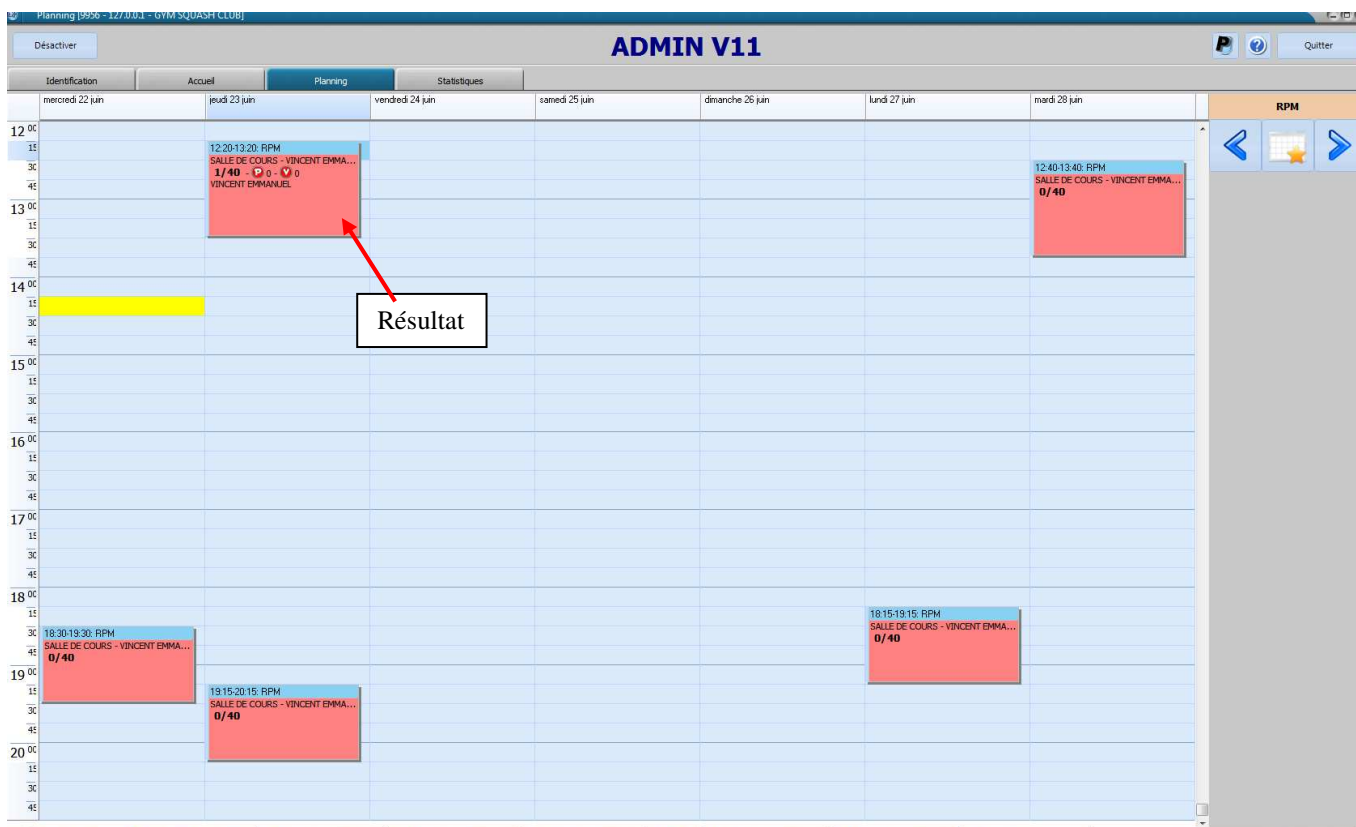 Planning [9956 - 127.0.0.1 - GYM SQUASH CLUB]
Désactiver
ADMIN V11
Quitter
Identification
Accueil
Planning
Statistiques
mercredi 22 juin
jeudi 23 juin
vendredi 24 juin
samedi 25 juin
dimanche 26 juin
lundi 27 juin
mardi 28 juin
RPM
12 00
15
12:20-13:20: RPM
SALLE DE COURS - VINCENT EMMA...
1/40 - P 0 - V 0
VINCENT EMMANUEL
30
12:40-13:40: RPM
SALLE DE COURS - VINCENT EMMA...
0/40
45
13 00
15
30
45
14 00
15
Résultat
30
45
15 00
15
30
45
16 00
15
30
45
17 00
15
30
45
18 00
15
18:15-19:15: RPM
SALLE DE COURS - VINCENT EMMA...
0/40
30
18:30-19:30: RPM
SALLE DE COURS - VINCENT EMMA...
0/40
45
19 00
15
19:15-20:15: RPM
SALLE DE COURS - VINCENT EMMA...
0/40
30
45
20 00
15
30
45